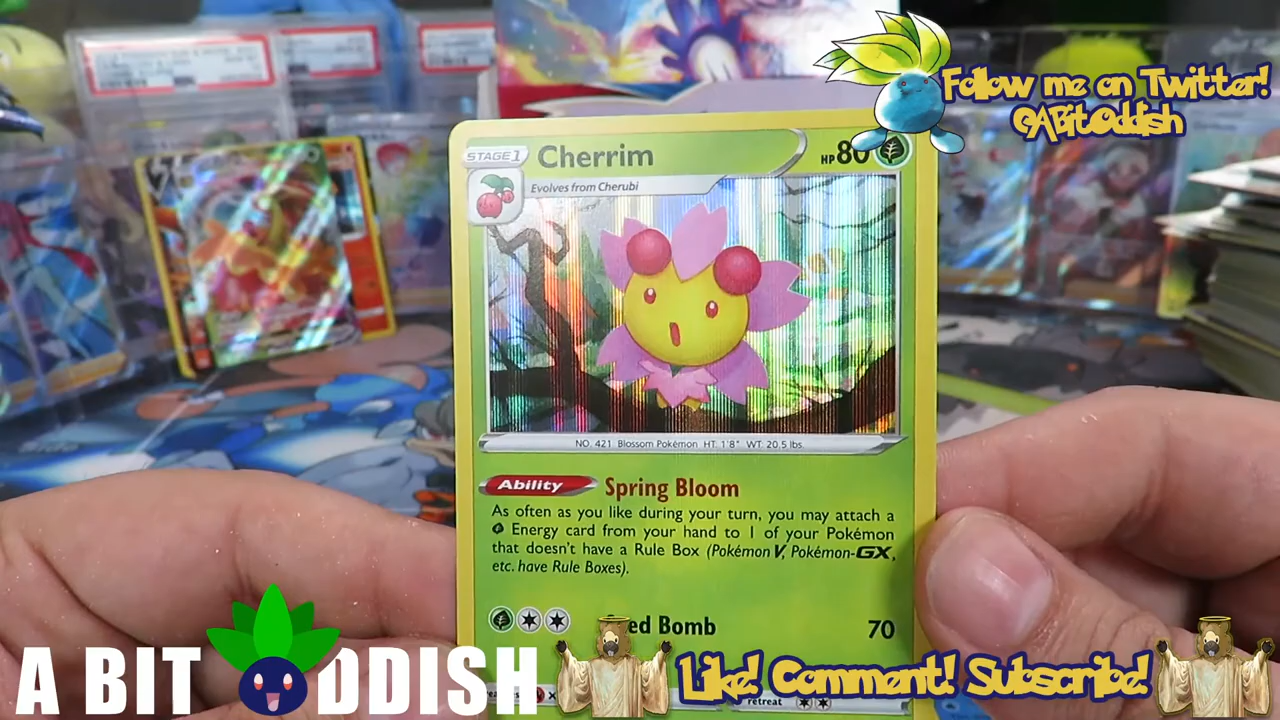 Follow me on Twitter!
@ABitOddish
STAGE 1
Cherrim
HP 80
Evolves from Cherubi
NO. 421 Blossom Pokémon HT. 1'8" WT. 20.5 lbs.
Ability Spring Bloom
As often as you like during your turn, you may attach a
Energy card from your hand to 1 of your Pokémon
that doesn't have a Rule Box (Pokémon V, Pokémon-GX,
etc. have Rule Boxes).
Bomb 70
retreat
A BIT ODDISH
Like! Comment! Subscribe!